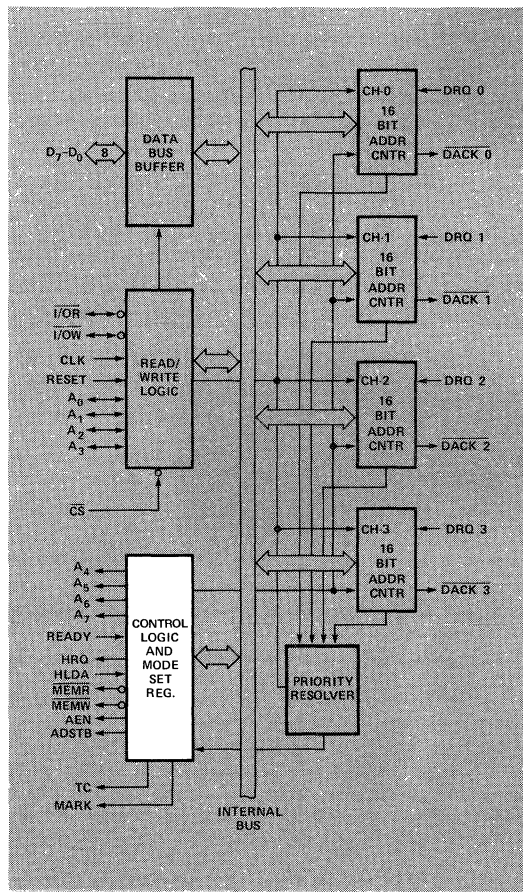 DATA
BUS
BUFFER
D7-D0
8
I/OR
I/OW
CLK
RESET
A0
A1
A2
A3
READ/
WRITE
LOGIC
CS
A4
A5
A6
A7
READY
HRQ
HLDA
MEMR
MEMW
AEN
ADSTB
CONTROL
LOGIC
AND
MODE
SET
REG.
TC
MARK
INTERNAL
BUS
CH-0
16
BIT
ADDR
CNTR
DRQ 0
DACK 0
CH-1
16
BIT
ADDR
CNTR
DRQ 1
DACK 1
CH-2
16
BIT
ADDR
CNTR
DRQ 2
DACK 2
CH-3
16
BIT
ADDR
CNTR
DRQ 3
DACK 3
PRIORITY
RESOLVER